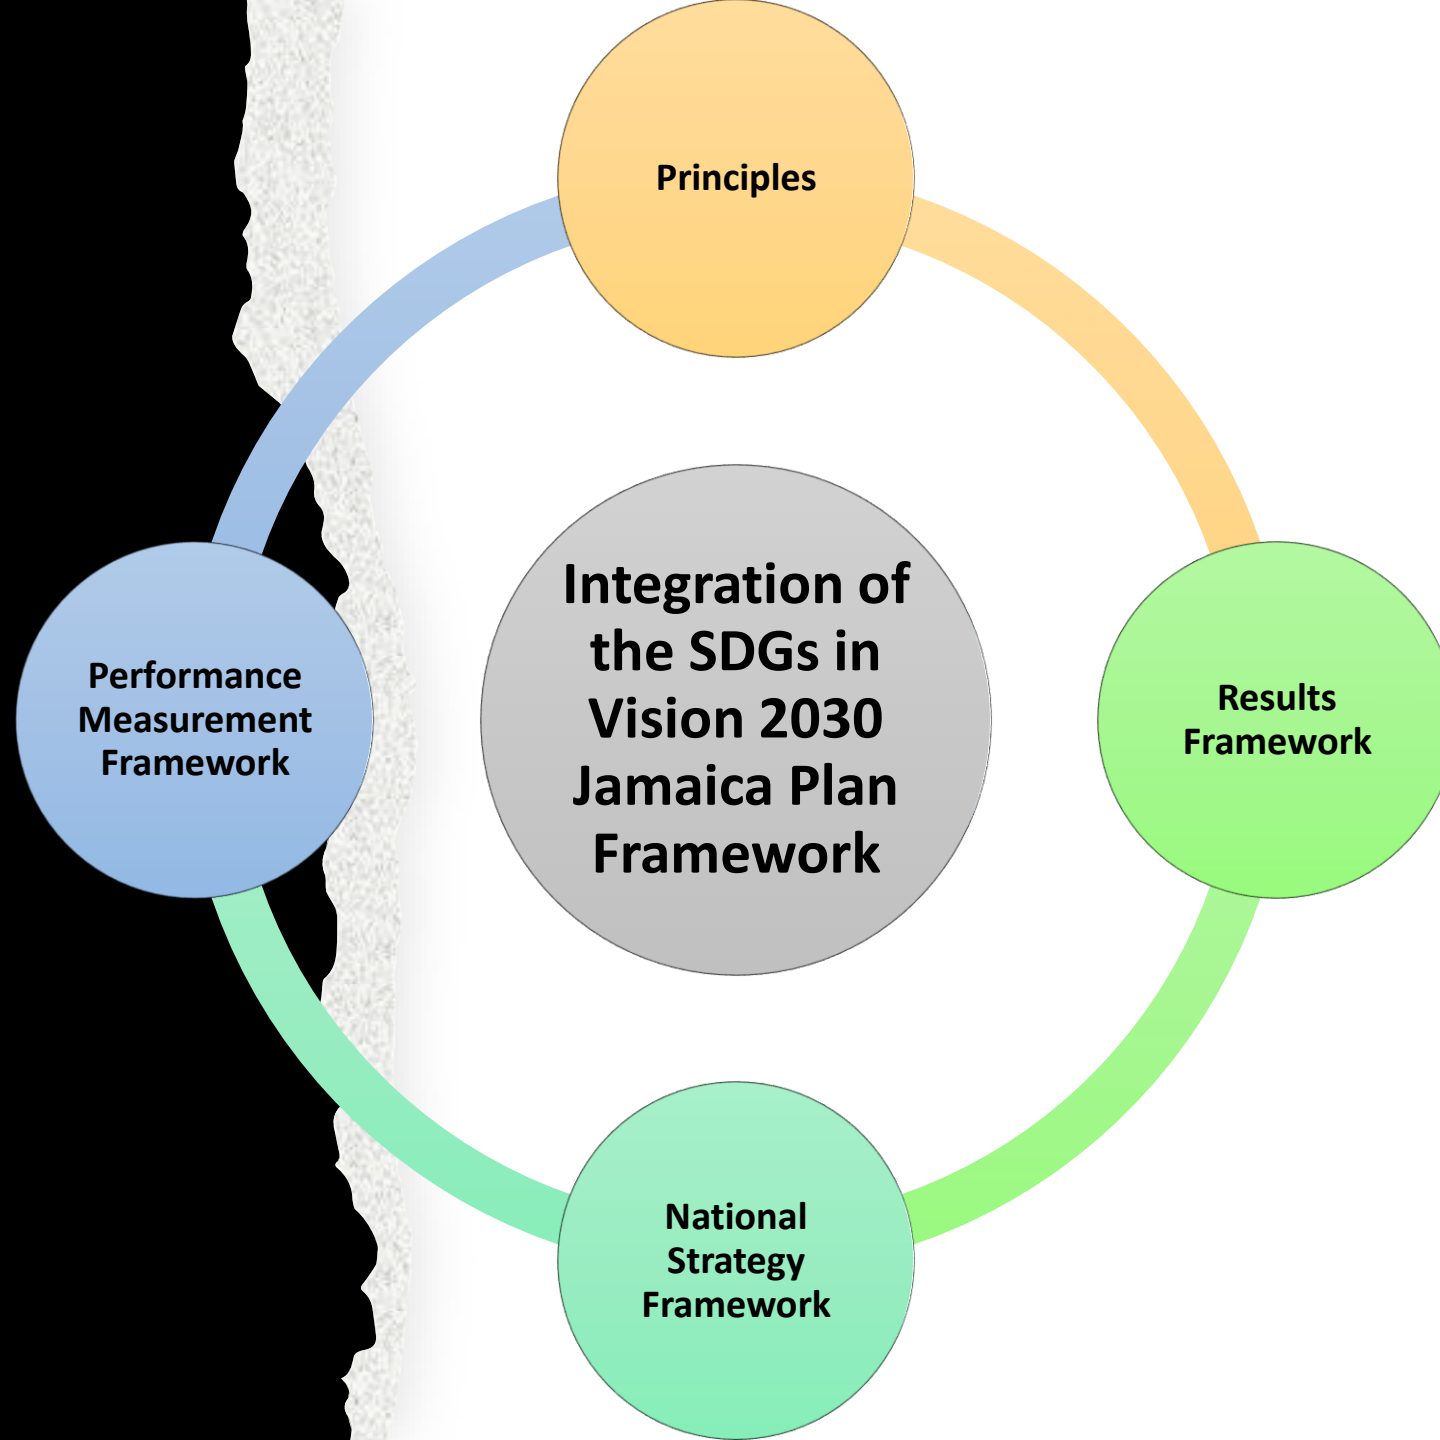 Principles
Integration of
the SDGs in
Vision 2030
Jamaica Plan
Framework
Performance
Measurement
Framework
Results
Framework
National
Strategy
Framework